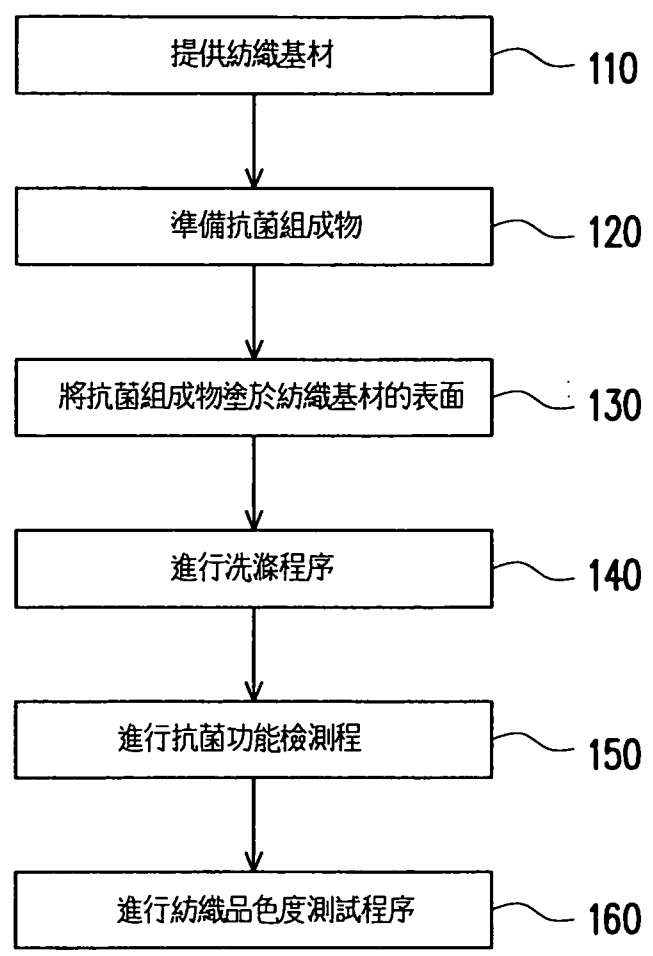 提供紡織基材
110
準備抗菌組成物
120
將抗菌組成物塗於紡織基材的表面
130
進行洗滌程序
140
進行抗菌功能檢測程
150
進行紡織品色度測試程序
160